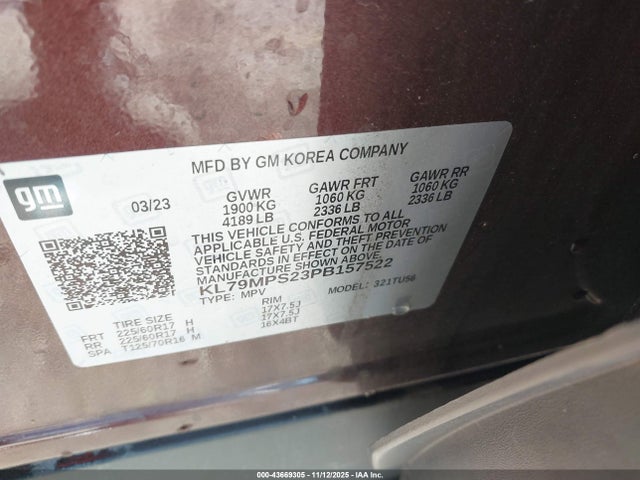 MFD BY GM KOREA COMPANY
gm
03/23 GVWR GAWR FRT GAWR RR
1900 KG 1060 KG 1060 KG
4189 LB 2336 LB 2336 LB
THIS VEHICLE CONFORMS TO ALL
APPLICABLE U.S. FEDERAL MOTOR
VEHICLE SAFETY AND THEFT PREVENTION
STANDARDS IN EFFECT ON THE DATE OF
MANUFACTURE SHOWN ABOVE.
KL79MPS23PB157522
TYPE: MPV MODEL: 321TU56
TIRE SIZE RIM
FRT 225/60R17 H 17X7.5J
RR 225/60R17 H 17X7.5J
SPA T125/70R16 M 16X4BT
000-43669305 - 11/12/2025 - IAAI.COM